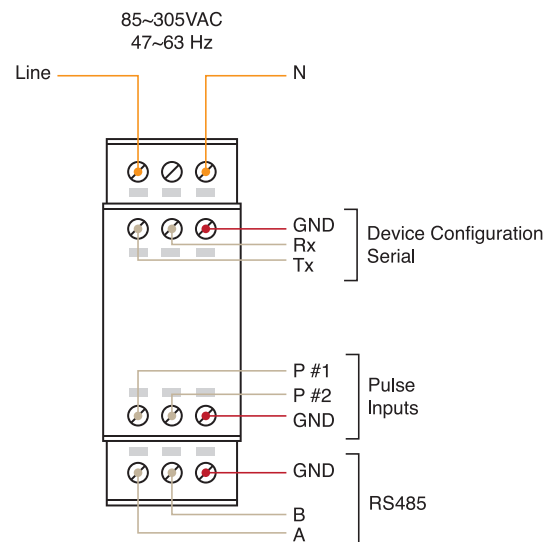 85~305VAC
47~63 Hz
Line
N
GND
Rx
Tx
Device Configuration
Serial
P #1
P #2
GND
Pulse
Inputs
GND
B
A
RS485